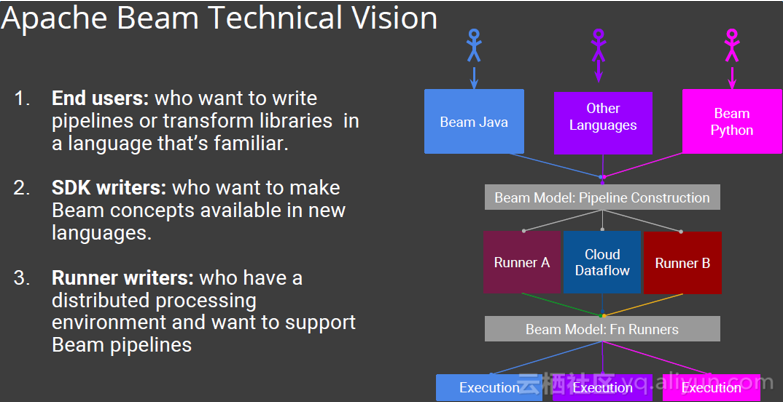 Apache Beam Technical Vision
1. End users: who want to write
pipelines or transform libraries in
a language that's familiar.
2. SDK writers: who want to make
Beam concepts available in new
languages.
3. Runner writers: who have a
distributed processing
environment and want to support
Beam pipelines
Beam Java
Other
Languages
Beam
Python
Beam Model: Pipeline Construction
Runner A
Cloud
Dataflow
Runner B
Beam Model: Fn Runners
Execution
Execution
Execution
云栖社区 yq.aliyun.com